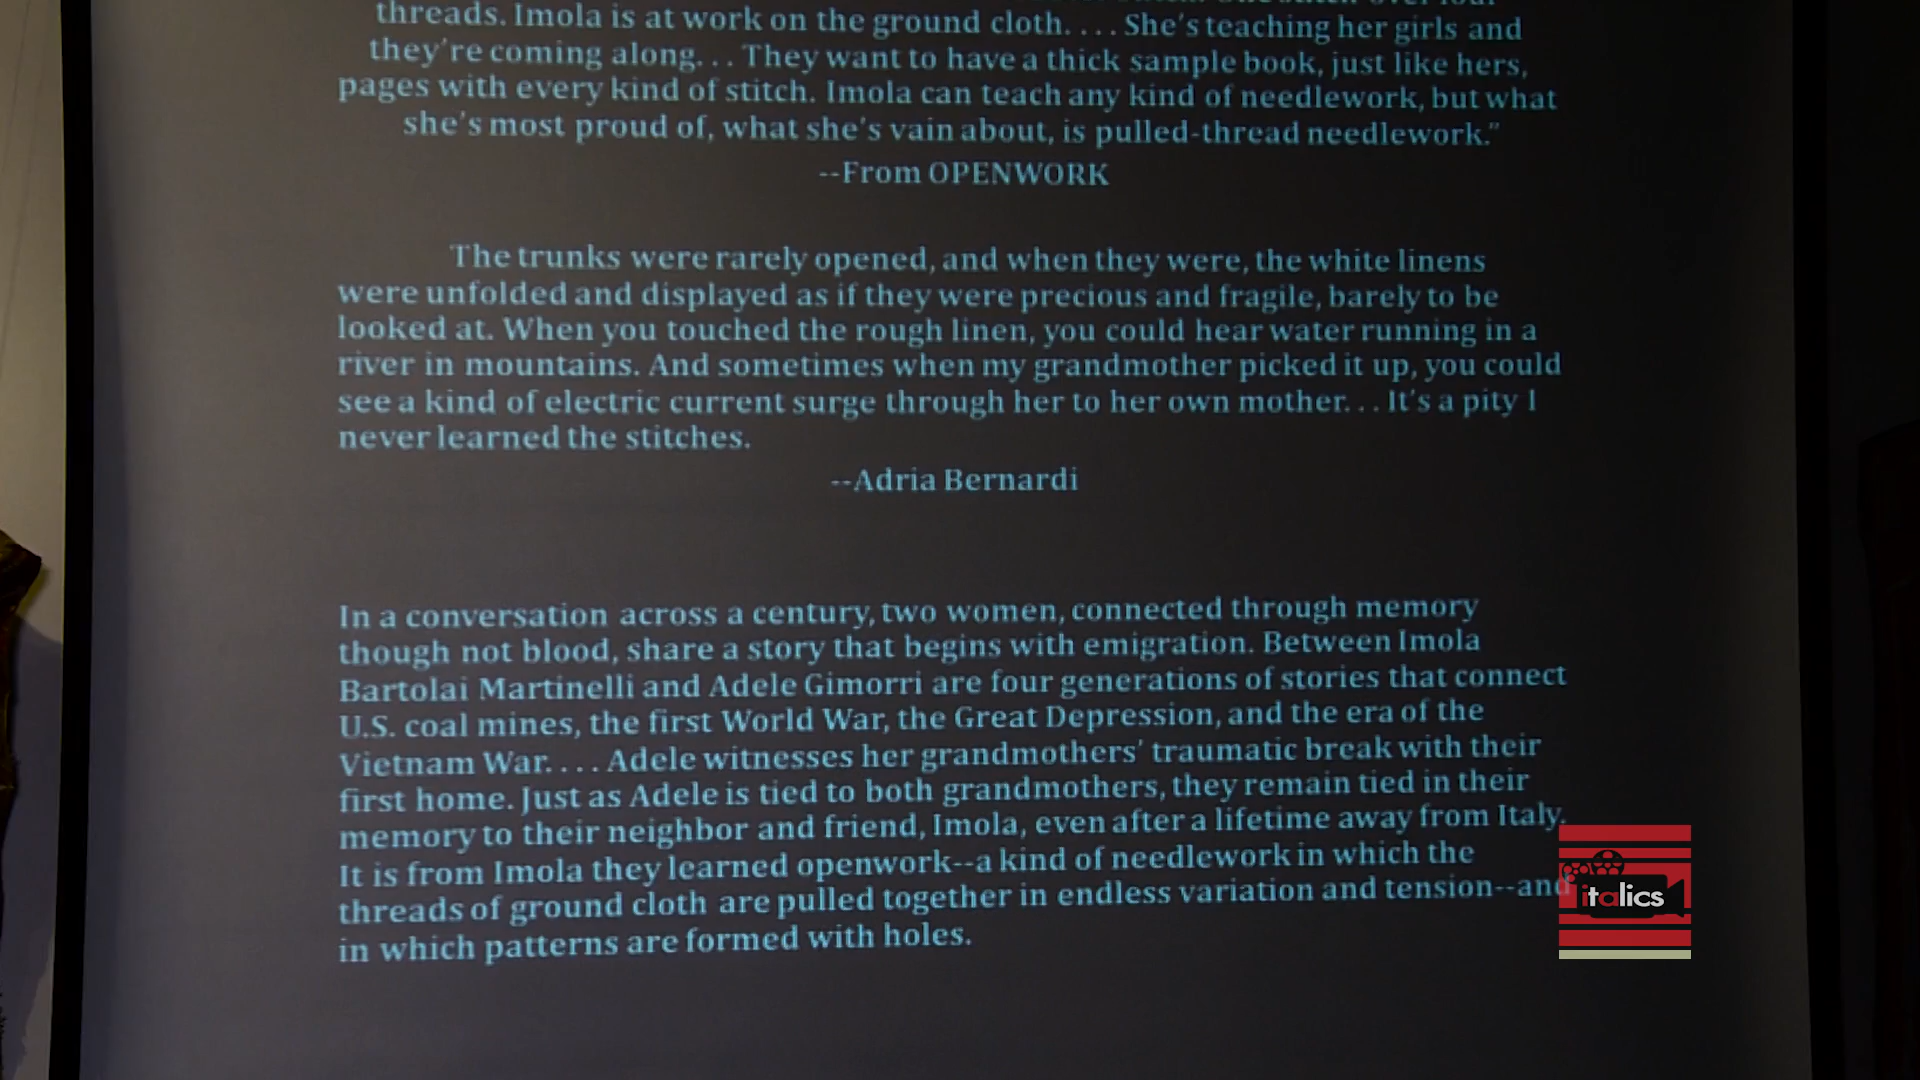 threads. Imola is at work on the ground cloth. . . . She's teaching her girls and
they're coming along. . . They want to have a thick sample book, just like hers,
pages with every kind of stitch. Imola can teach any kind of needlework, but what
she's most proud of, what she's vain about, is pulled-thread needlework."
--From OPENWORK
The trunks were rarely opened, and when they were, the white linens
were unfolded and displayed as if they were precious and fragile, barely to be
looked at. When you touched the rough linen, you could hear water running in a
river in mountains. And sometimes when my grandmother picked it up, you could
see a kind of electric current surge through her to her own mother. . . It's a pity I
never learned the stitches.
--Adria Bernardi
In a conversation across a century, two women, connected through memory
though not blood, share a story that begins with emigration. Between Imola
Bartolai Martinelli and Adele Gimorri are four generations of stories that connect
U.S. coal mines, the first World War, the Great Depression, and the era of the
Vietnam War. . . . Adele witnesses her grandmothers' traumatic break with their
first home. Just as Adele is tied to both grandmothers, they remain tied in their
memory to their neighbor and friend, Imola, even after a lifetime away from Italy.
It is from Imola they learned openwork--a kind of needlework in which the
threads of ground cloth are pulled together in endless variation and tension--and
in which patterns are formed with holes.
italics